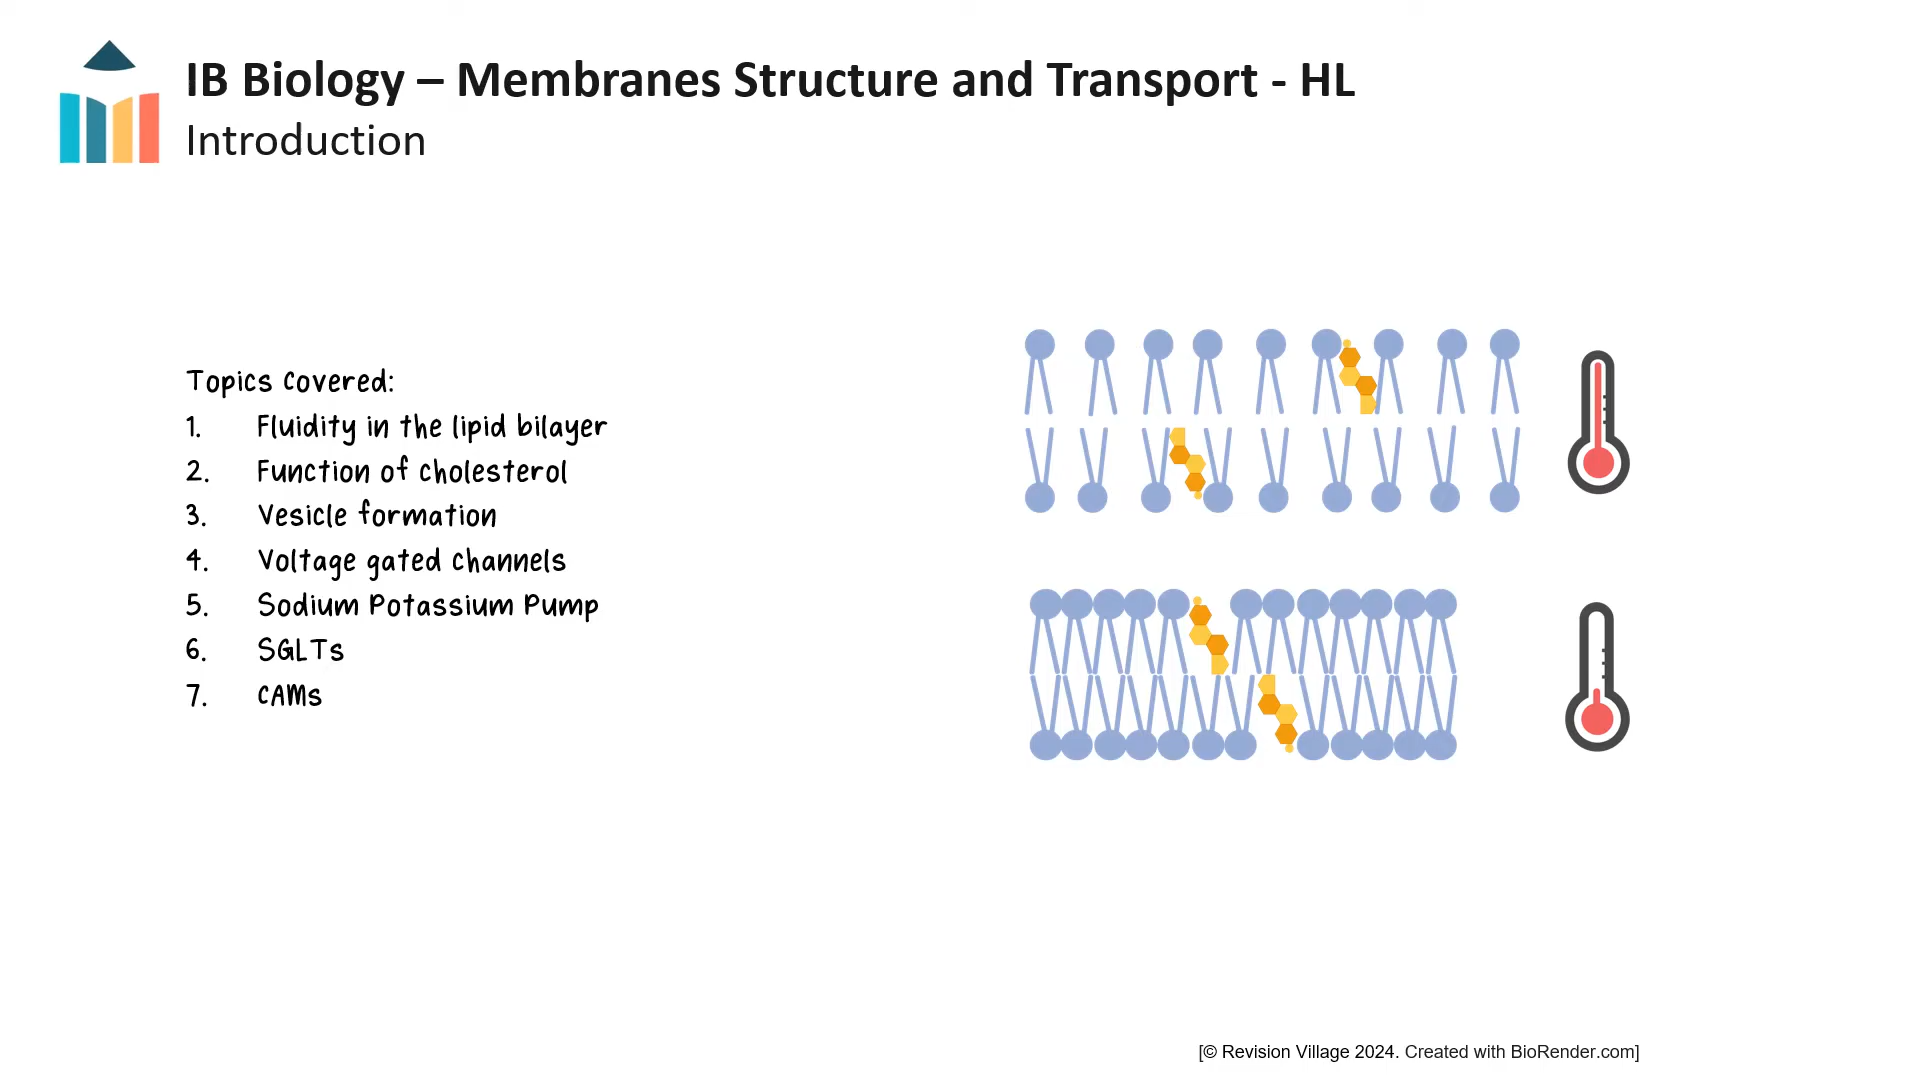 IB Biology – Membranes Structure and Transport - HL
Introduction
Topics covered:
1. Fluidity in the lipid bilayer
2. Function of cholesterol
3. Vesicle formation
4. Voltage gated channels
5. Sodium Potassium Pump
6. SGLTs
7. CAMs
[© Revision Village 2024. Created with BioRender.com]